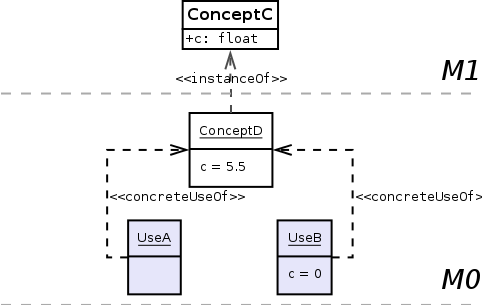 ConceptC
+c: float
<<instanceOf>>
M1
ConceptD
c = 5.5
<<concreteUseOf>>
<<concreteUseOf>
UseA
UseB
c = 0
M0